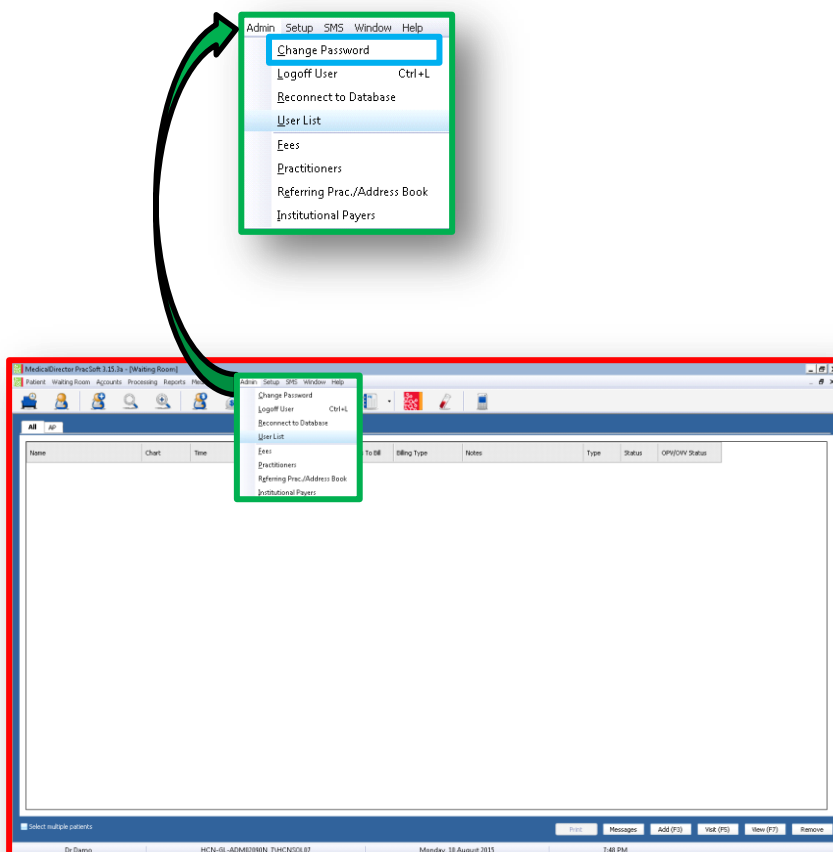 Admin Setup SMS Window Help
Change Password
Logoff User Ctrl+L
Reconnect to Database
User List
Fees
Practitioners
Referring Prac./Address Book
Institutional Payers
MedicalDirector PracSoft 3.15.3a - [Waiting Room]
Patient Waiting Room Accounts Processing Reports Admin Setup SMS Window Help
Change Password
Logoff User Ctrl+L
Reconnect to Database
User List
Fees
Practitioners
Referring Prac./Address Book
Institutional Payers
All AP
Name Chart Time To Bill Billing Type Notes Type Status OPV/OVV Status
Select multiple patients
Print Messages Add (F3) Visit (F5) View (F7) Remove
Monday, 10 August 2015 7:48 PM